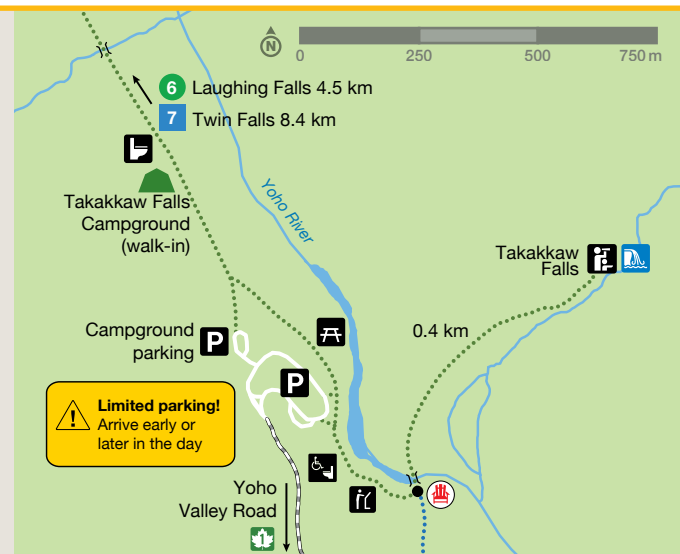 N
0 250 500 750 m
6 Laughing Falls 4.5 km
7 Twin Falls 8.4 km
Takakkaw Falls
Campground
(walk-in)
Yoho River
Takakkaw
Falls
0.4 km
Campground
parking
P
P
! Limited parking!
Arrive early or
later in the day
Yoho
Valley Road
1